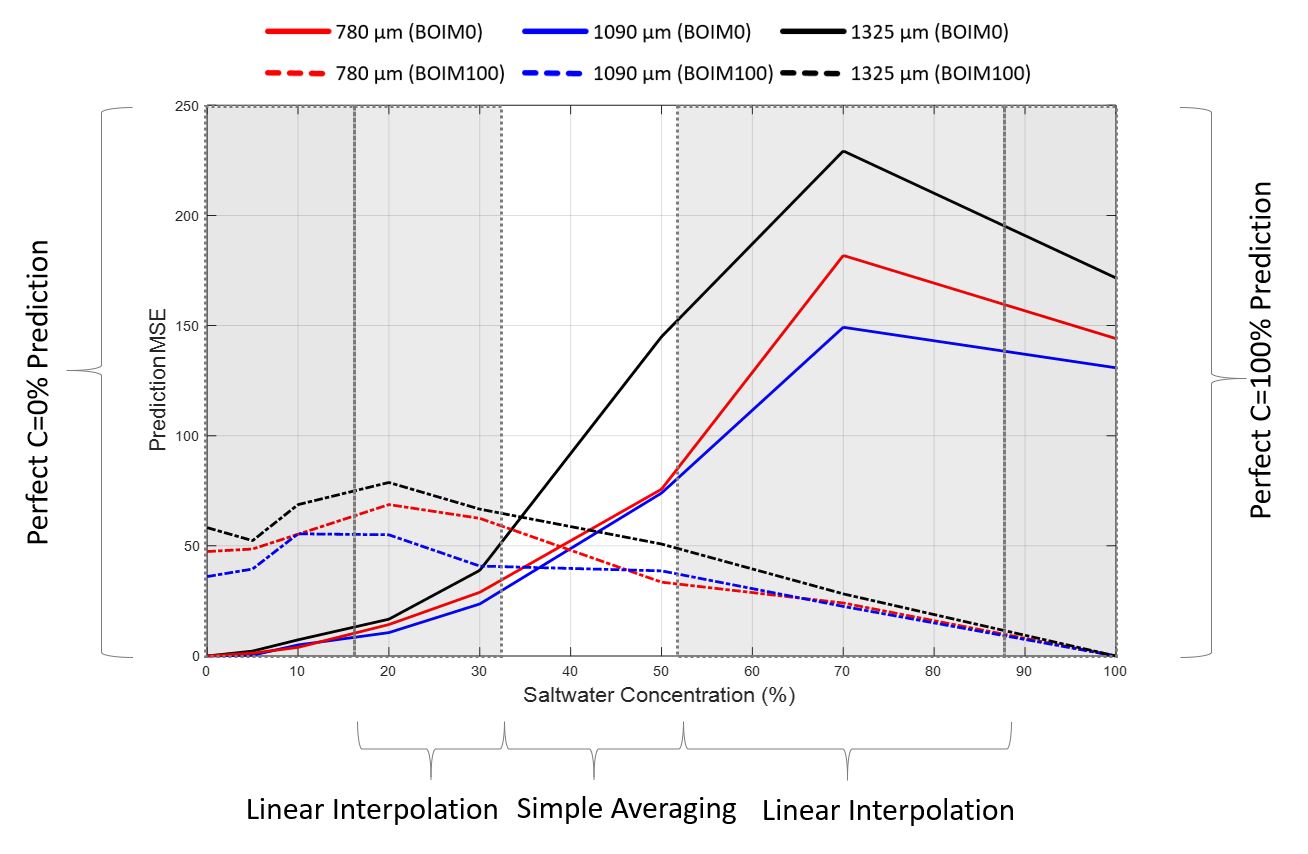 780 µm (BOIM0) 1090 µm (BOIM0) 1325 µm (BOIM0)
780 µm (BOIM100) 1090 µm (BOIM100) 1325 µm (BOIM100)
Perfect C=0% Prediction
Prediction MSE
250
200
150
100
50
0
0 10 20 30 40 50 60 70 80 90 100
Saltwater Concentration (%)
Perfect C=100% Prediction
Linear Interpolation Simple Averaging Linear Interpolation